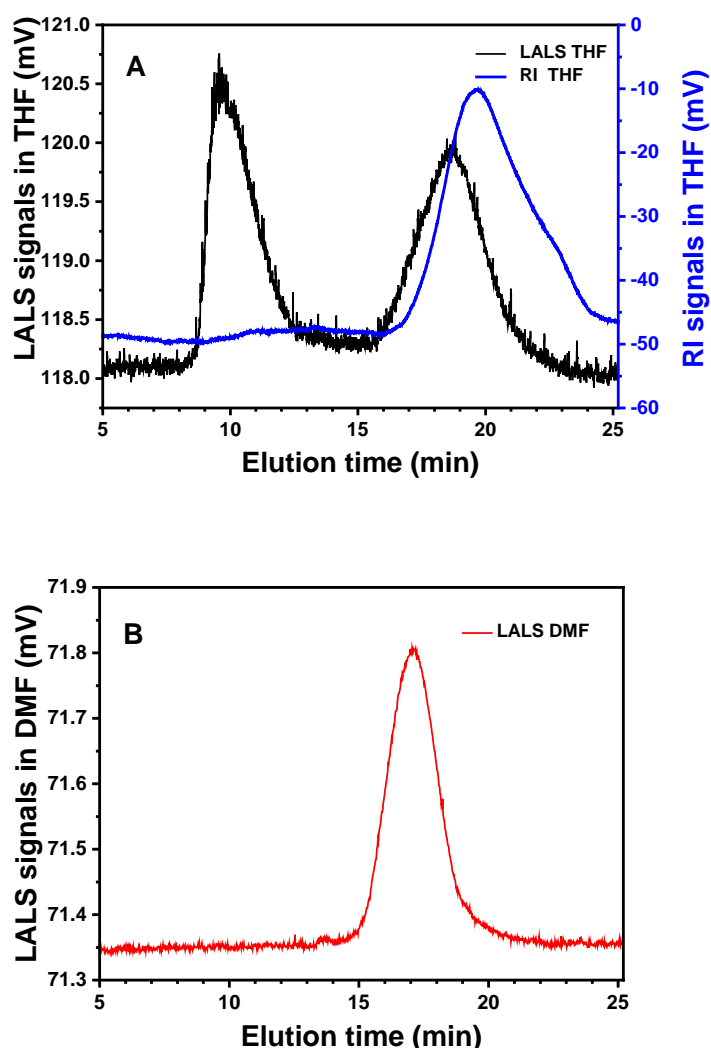 A
LALS THF
RI THF
LALS signals in THF (mV)
121.0
120.5
120.0
119.5
119.0
118.5
118.0
RI signals in THF (mV)
0
-10
-20
-30
-40
-50
-60
5 10 15 20 25
Elution time (min)
B
LALS DMF
LALS signals in DMF (mV)
71.9
71.8
71.7
71.6
71.5
71.4
71.3
5 10 15 20 25
Elution time (min)